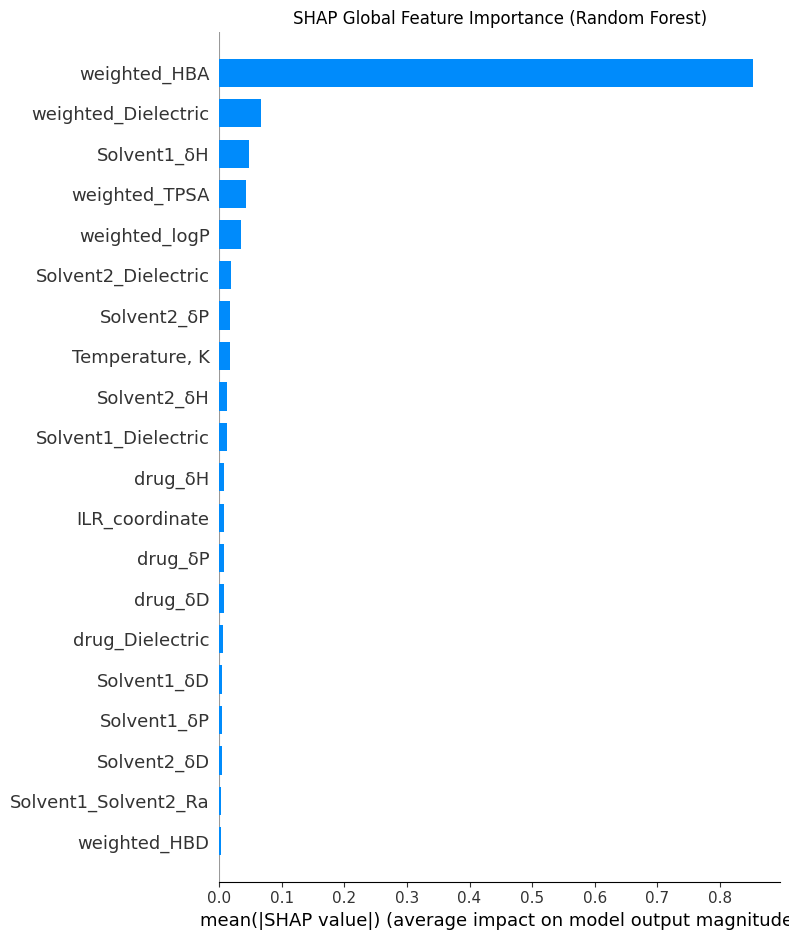 SHAP Global Feature Importance (Random Forest)
weighted_HBA
weighted_Dielectric
Solvent1_δH
weighted_TPSA
weighted_logP
Solvent2_Dielectric
Solvent2_δP
Temperature, K
Solvent2_δH
Solvent1_Dielectric
drug_δH
ILR_coordinate
drug_δP
drug_δD
drug_Dielectric
Solvent1_δD
Solvent1_δP
Solvent2_δD
Solvent1_Solvent2_Ra
weighted_HBD
0.0 0.1 0.2 0.3 0.4 0.5 0.6 0.7 0.8
mean(|SHAP value|) (average impact on model output magnitude